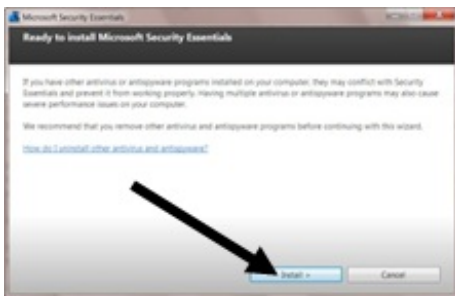 Microsoft Security Essentials
Ready to install Microsoft Security Essentials
If you have other antivirus or antispyware programs installed on your computer, they may conflict with Security
Essentials and prevent it from working properly. Having multiple antivirus or antispyware programs may also cause
severe performance issues on your computer.
We recommend that you remove other antivirus and antispyware programs before continuing with this wizard.
How do I uninstall other antivirus and antispyware?
Install >
Cancel